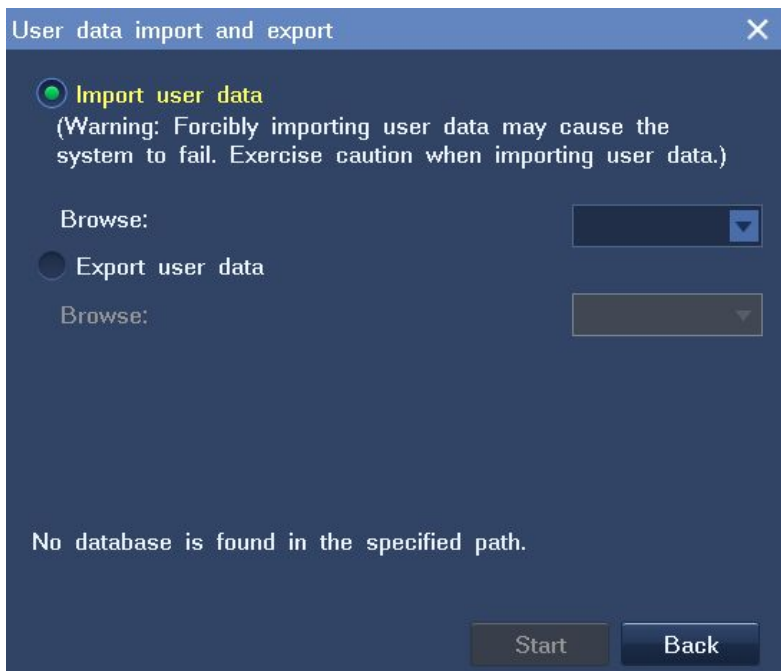 User data import and export
Import user data
(Warning: Forcibly importing user data may cause the
system to fail. Exercise caution when importing user data.)
Browse:
Export user data
Browse:
No database is found in the specified path.
Start
Back